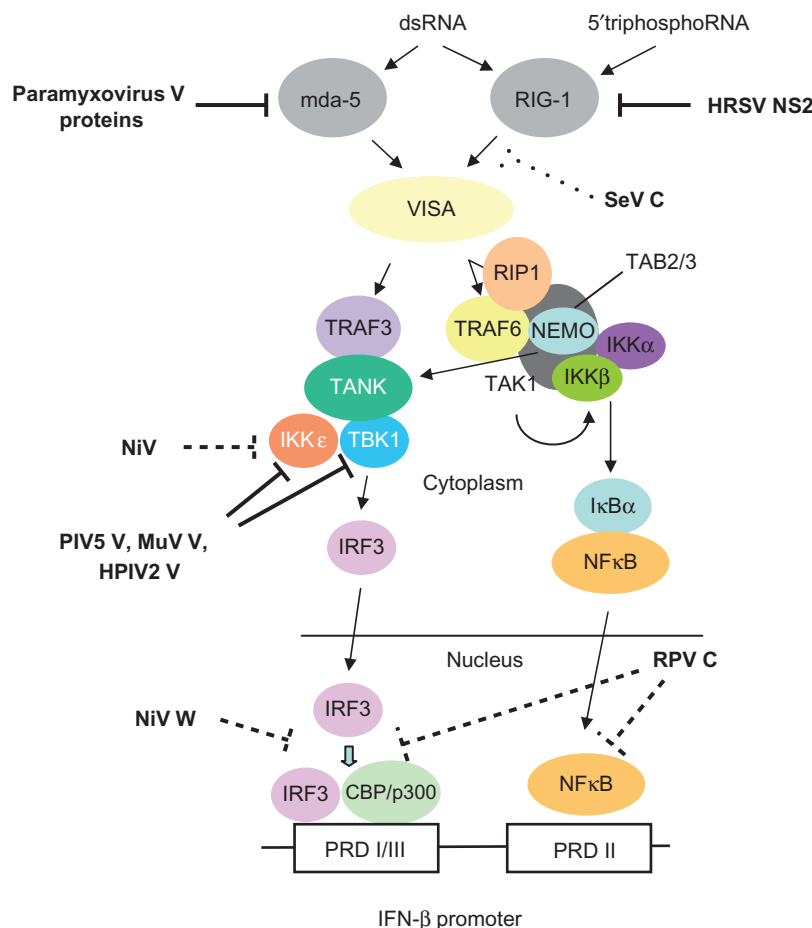 dsRNA
5′triphosphoRNA
Paramyxovirus V
proteins
mda-5
RIG-1
HRSV NS2
SeV C
VISA
RIP1
TAB2/3
TRAF3
TRAF6
NEMO
IKKα
TANK
TAK1
IKKβ
NiV
IKK ε
TBK1
Cytoplasm
PIV5 V, MuV V,
HPIV2 V
IκBα
IRF3
NFκB
Nucleus
RPV C
NiV W
IRF3
IRF3
CBP/p300
NFκB
PRD I/III
PRD II
IFN-β promoter